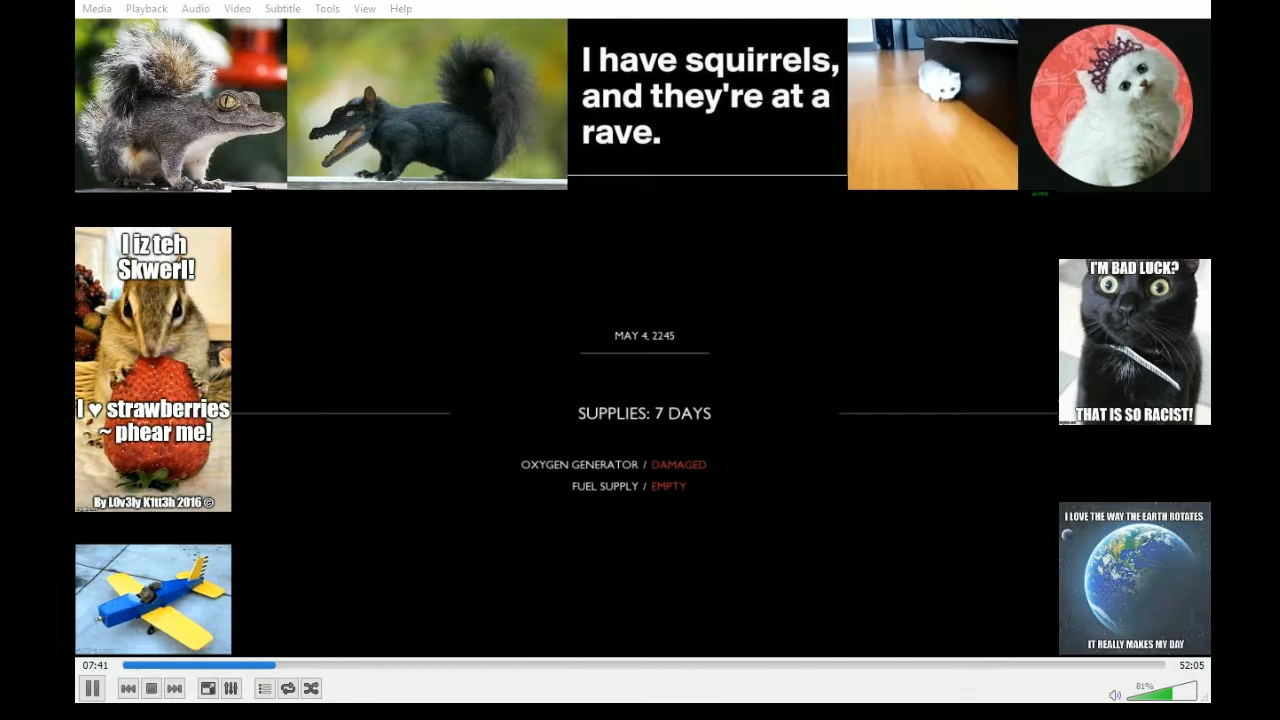 Media Playback Audio Video Subtitle Tools View Help
I have squirrels,
and they're at a
rave.
I iz teh
Skwerl!
I ♥ strawberries
~ phear me!
By L0v3ly K1tt3h 2016 ©
I'M BAD LUCK?
THAT IS SO RACIST!
MAY 4, 2245
SUPPLIES: 7 DAYS
OXYGEN GENERATOR / DAMAGED
FUEL SUPPLY / EMPTY
I LOVE THE WAY THE EARTH ROTATES
IT REALLY MAKES MY DAY
07:41
52:05
81%